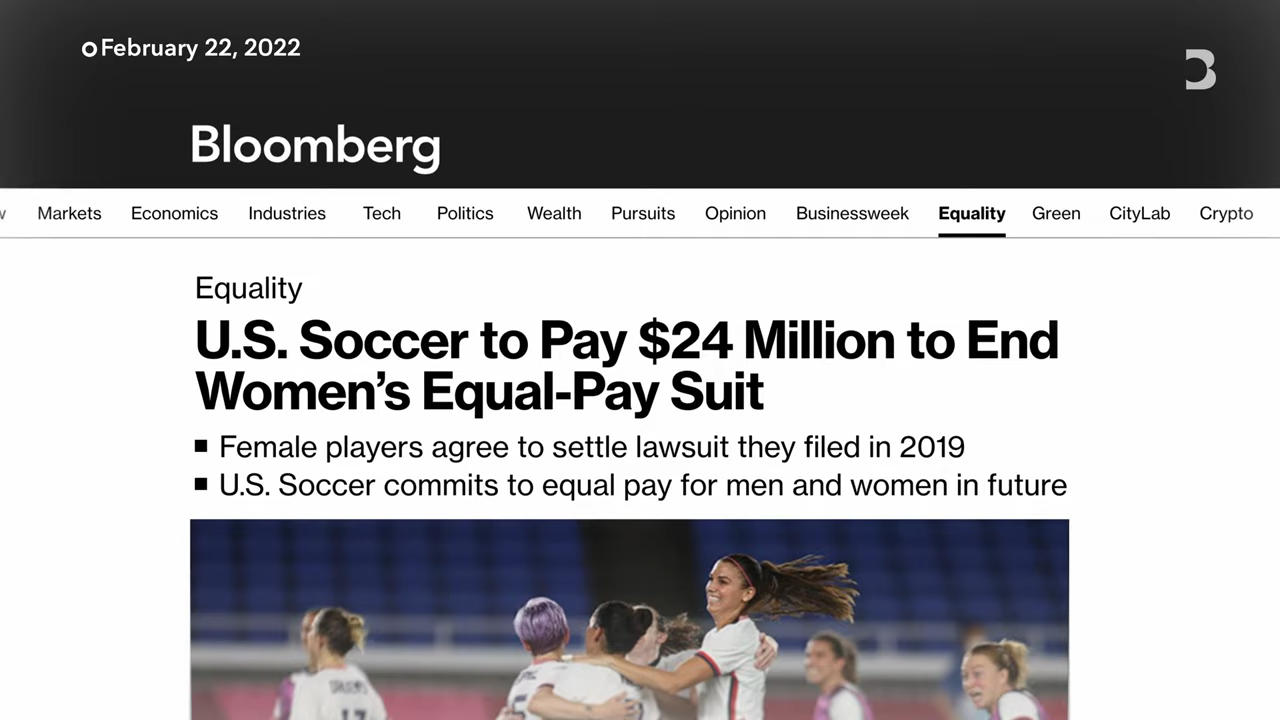 February 22, 2022
Bloomberg
Markets Economics Industries Tech Politics Wealth Pursuits Opinion Businessweek Equality Green CityLab Crypto
Equality
U.S. Soccer to Pay $24 Million to End
Women’s Equal-Pay Suit
■ Female players agree to settle lawsuit they filed in 2019
■ U.S. Soccer commits to equal pay for men and women in future
17